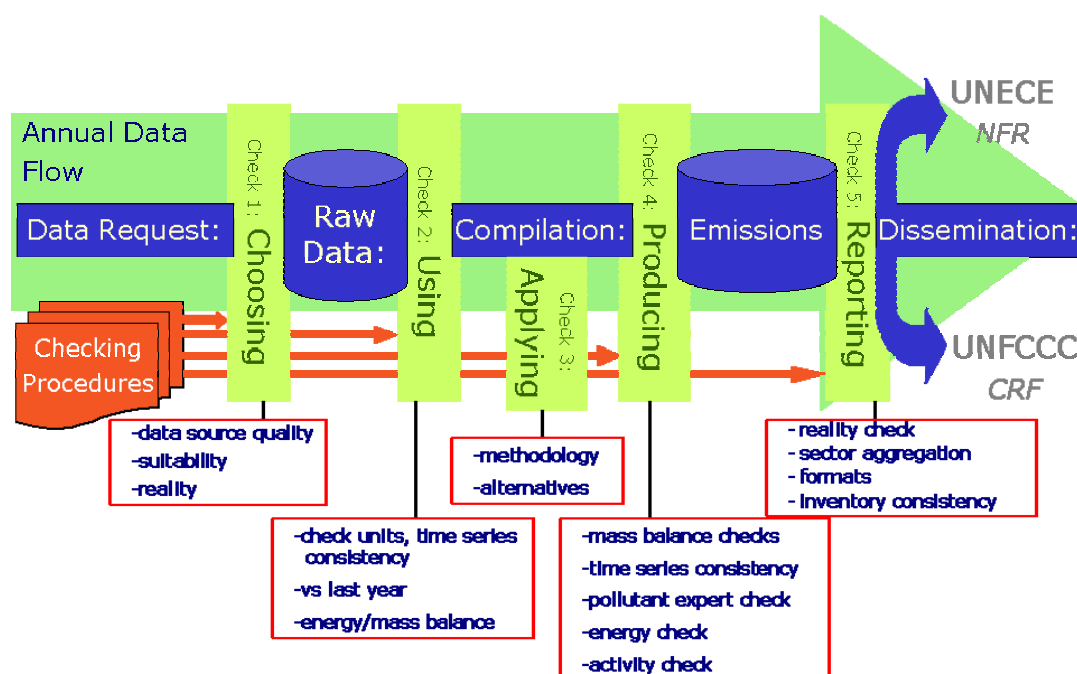 Annual Data
Flow
Data Request:
Check 1:
Choosing
Raw
Data:
Check 2:
Using
Compilation:
Check 3:
Applying
Check 4:
Producing
Emissions
Check 5:
Reporting
Dissemination:
UNECE
NFR
UNFCCC
CRF
Checking
Procedures
-data source quality
-suitability
-reality
-check units, time series
consistency
-vs last year
-energy/mass balance
-methodology
-alternatives
-mass balance checks
-time series consistency
-pollutant expert check
-energy check
-activity check
- reality check
- sector aggregation
- formats
- inventory consistency